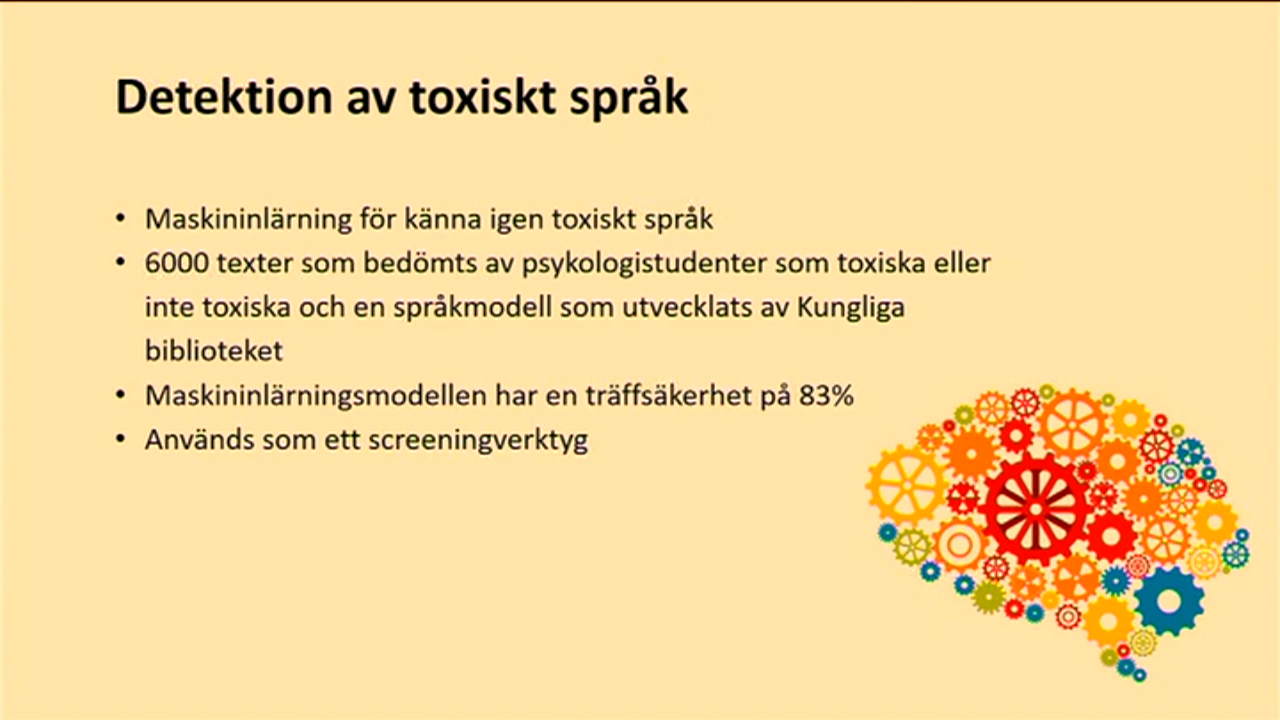 Detektion av toxiskt språk
• Maskininlärning för känna igen toxiskt språk
• 6000 texter som bedömts av psykologistudenter som toxiska eller
inte toxiska och en språkmodell som utvecklats av Kungliga
biblioteket
• Maskininlärningsmodellen har en träffsäkerhet på 83%
• Används som ett screeningverktyg